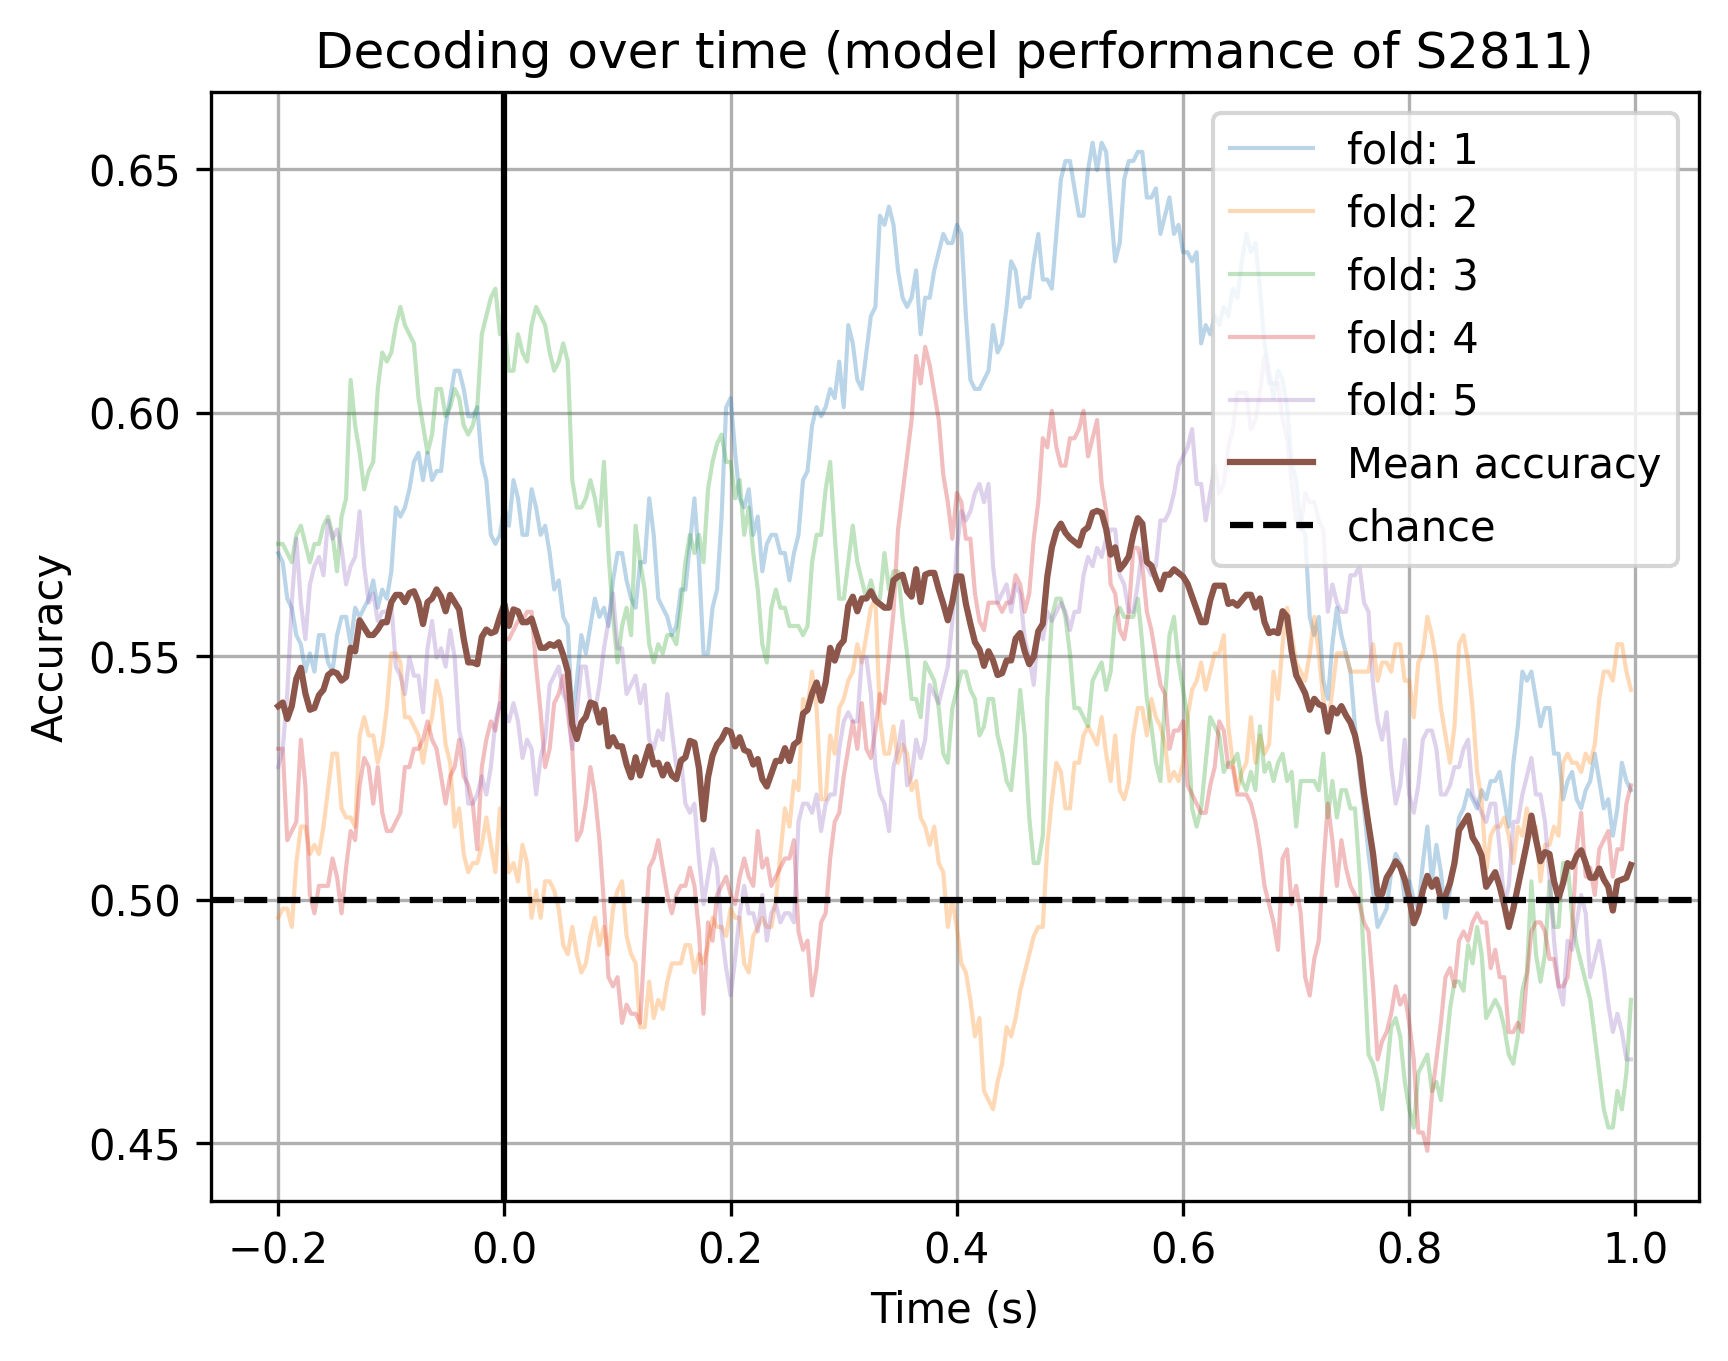 Decoding over time (model performance of S2811)
Accuracy
0.65
0.60
0.55
0.50
0.45
fold: 1
fold: 2
fold: 3
fold: 4
fold: 5
Mean accuracy
chance
−0.2 0.0 0.2 0.4 0.6 0.8 1.0
Time (s)